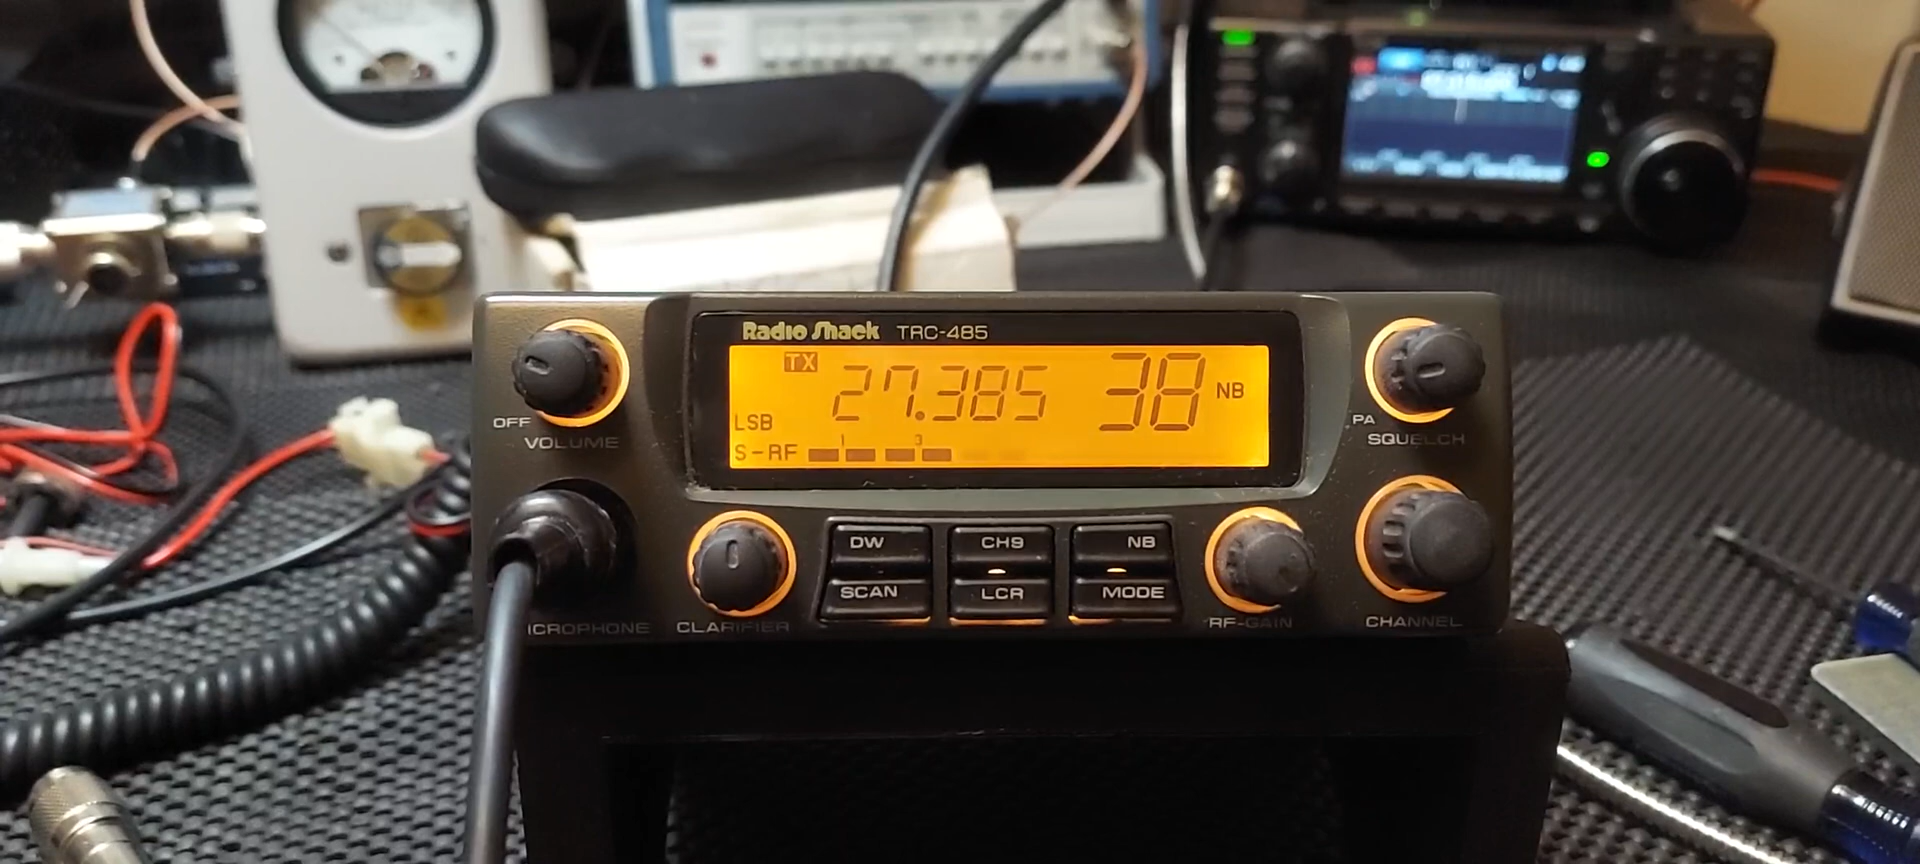 Radio Shack TRC-485
TX 27.385 38 NB
LSB
1 3
S-RF
OFF
VOLUME
PA
SQUELCH
DW CH9 NB
SCAN LCR MODE
ICROPHONE CLARIFIER RF-GAIN CHANNEL